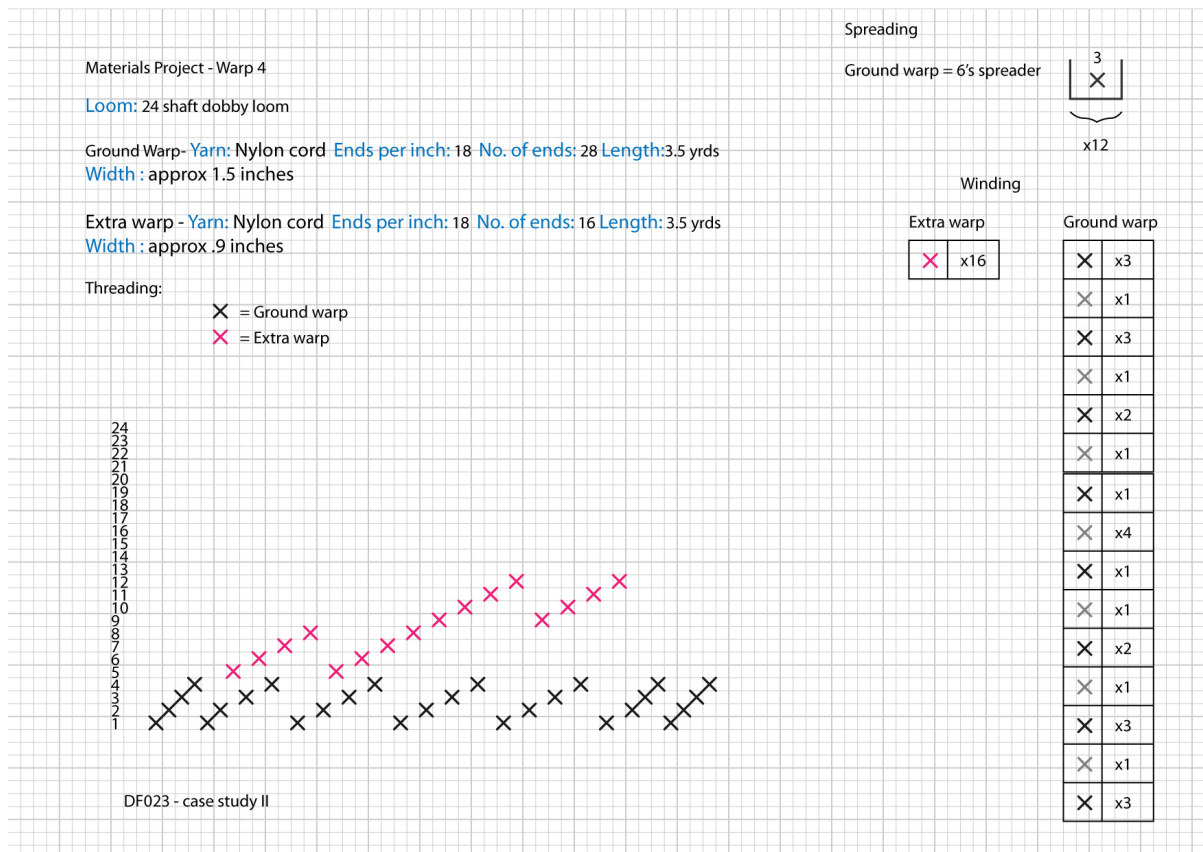 Materials Project - Warp 4
Loom: 24 shaft dobby loom
Ground Warp- Yarn: Nylon cord Ends per inch: 18 No. of ends: 28 Length:3.5 yrds
Width : approx 1.5 inches
Extra warp - Yarn: Nylon cord Ends per inch: 18 No. of ends: 16 Length: 3.5 yrds
Width : approx .9 inches
Threading:
= Ground warp
= Extra warp
24
23
22
21
20
19
18
17
16
15
14
13
12
11
10
9
8
7
6
5
4
3
2
1
DF023 - case study II
Spreading
Ground warp = 6's spreader
3
x12
Winding
Extra warp
x16
Ground warp
x3
x1
x3
x1
x2
x1
x1
x4
x1
x1
x2
x1
x3
x1
x3